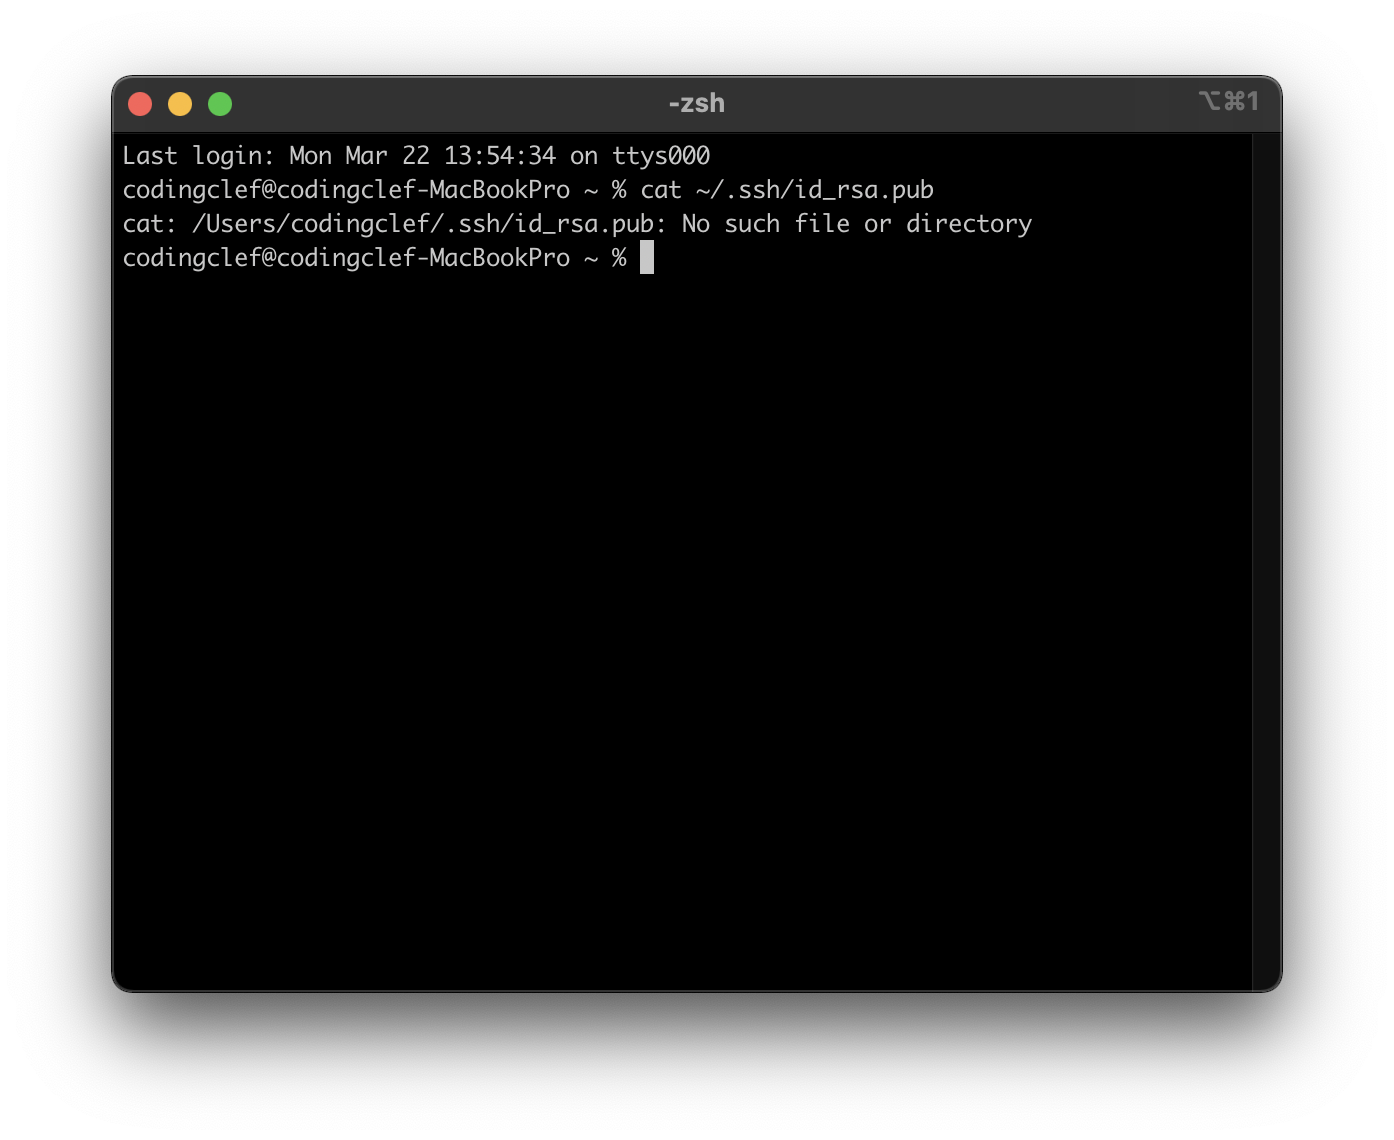 -zsh
⌥⌘1
Last login: Mon Mar 22 13:54:34 on ttys000
codingclef@codingclef-MacBookPro ~ % cat ~/.ssh/id_rsa.pub
cat: /Users/codingclef/.ssh/id_rsa.pub: No such file or directory
codingclef@codingclef-MacBookPro ~ %